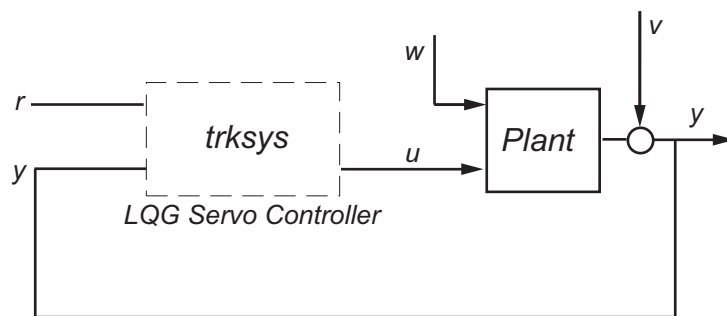 v
w
r
trksys
Plant
y
y
u
LQG Servo Controller